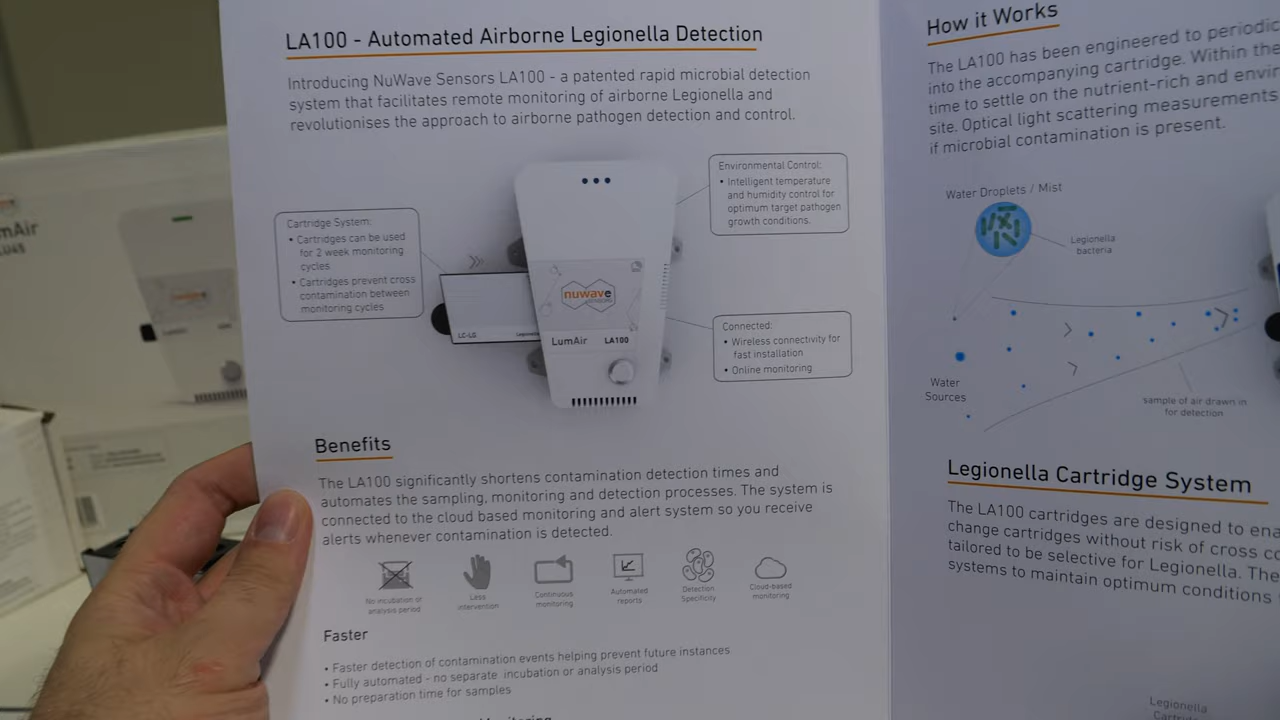 LA100 - Automated Airborne Legionella Detection
Introducing NuWave Sensors LA100 - a patented rapid microbial detection
system that facilitates remote monitoring of airborne Legionella and
revolutionises the approach to airborne pathogen detection and control.
Cartridge System:
• Cartridges can be used
for 2 week monitoring
cycles
• Cartridges prevent cross
contamination between
monitoring cycles
Environmental Control:
• Intelligent temperature
and humidity control for
optimum target pathogen
growth conditions.
Connected:
• Wireless connectivity for
fast installation
• Online monitoring
nuwave
SENSORS
LC-LG
LumAir LA100
Benefits
The LA100 significantly shortens contamination detection times and
automates the sampling, monitoring and detection processes. The system is
connected to the cloud based monitoring and alert system so you receive
alerts whenever contamination is detected.
No incubation or
analysis period
Less
intervention
Continuous
monitoring
Automated
reports
Detection
Specificity
Cloud-based
monitoring
Faster
• Faster detection of contamination events helping prevent future instances
• Fully automated - no separate incubation or analysis period
• No preparation time for samples
How it Works
The LA100 has been engineered to periodic
into the accompanying cartridge. Within the
time to settle on the nutrient-rich and envir
site. Optical light scattering measurements
if microbial contamination is present.
Water Droplets / Mist
Legionella
bacteria
Water
Sources
sample of air drawn in
for detection
Legionella Cartridge System
The LA100 cartridges are designed to ena
change cartridges without risk of cross co
tailored to be selective for Legionella. The
systems to maintain optimum conditions
Legionella